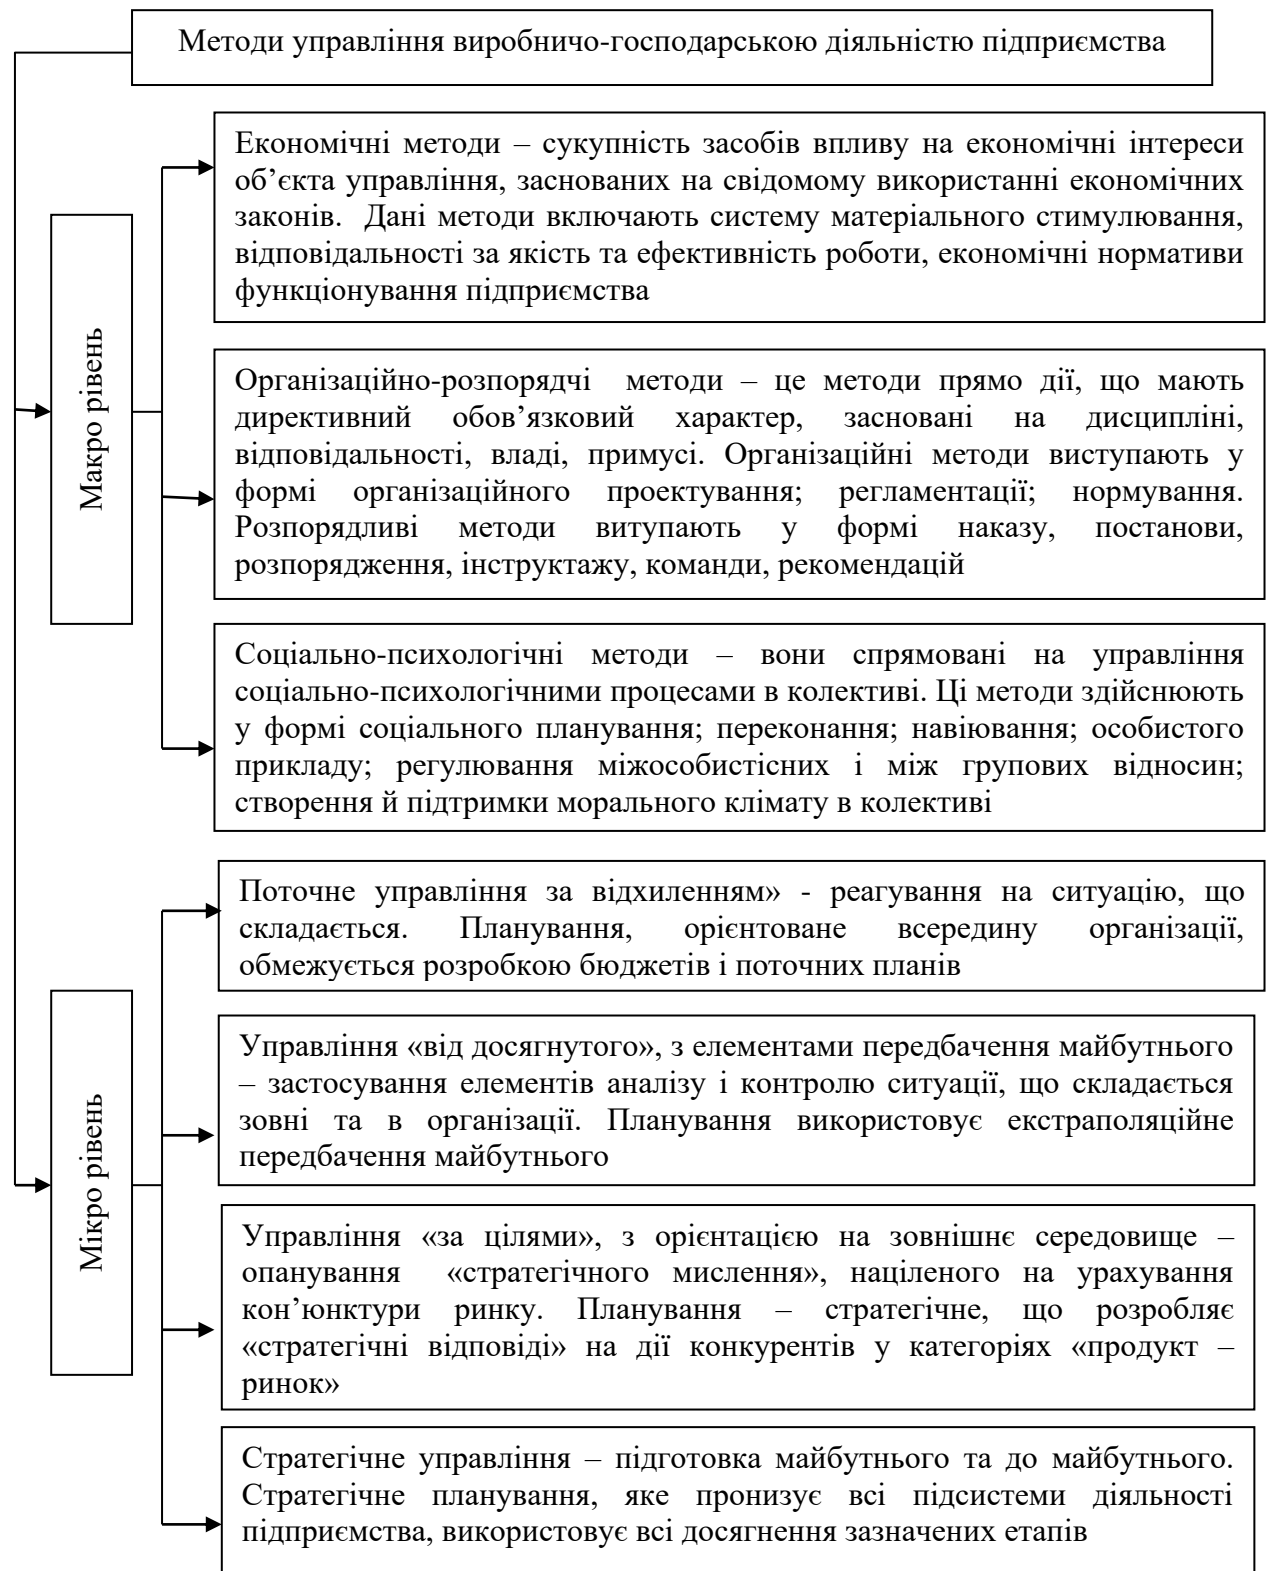 Методи управління виробничо-господарською діяльністю підприємства
Макро рівень
Економічні методи – сукупність засобів впливу на економічні інтереси
об’єкта управління, заснованих на свідомому використанні економічних
законів. Дані методи включають систему матеріального стимулювання,
відповідальності за якість та ефективність роботи, економічні нормативи
функціонування підприємства
Організаційно-розпорядчі методи – це методи прямо дії, що мають
директивний обов’язковий характер, засновані на дисципліні,
відповідальності, владі, примусі. Організаційні методи виступають у
формі організаційного проектування; регламентації; нормування.
Розпорядливі методи витупають у формі наказу, постанови,
розпорядження, інструктажу, команди, рекомендацій
Соціально-психологічні методи – вони спрямовані на управління
соціально-психологічними процесами в колективі. Ці методи здійснюють
у формі соціального планування; переконання; навіювання; особистого
прикладу; регулювання міжособистісних і між групових відносин;
створення й підтримки морального клімату в колективі
Мікро рівень
Поточне управління за відхиленням» - реагування на ситуацію, що
складається. Планування, орієнтоване всередину організації,
обмежується розробкою бюджетів і поточних планів
Управління «від досягнутого», з елементами передбачення майбутнього
– застосування елементів аналізу і контролю ситуації, що складається
зовні та в організації. Планування використовує екстраполяційне
передбачення майбутнього
Управління «за цілями», з орієнтацією на зовнішнє середовище –
опанування «стратегічного мислення», націленого на урахування
кон’юнктури ринку. Планування – стратегічне, що розробляє
«стратегічні відповіді» на дії конкурентів у категоріях «продукт –
ринок»
Стратегічне управління – підготовка майбутнього та до майбутнього.
Стратегічне планування, яке пронизує всі підсистеми діяльності
підприємства, використовує всі досягнення зазначених етапів